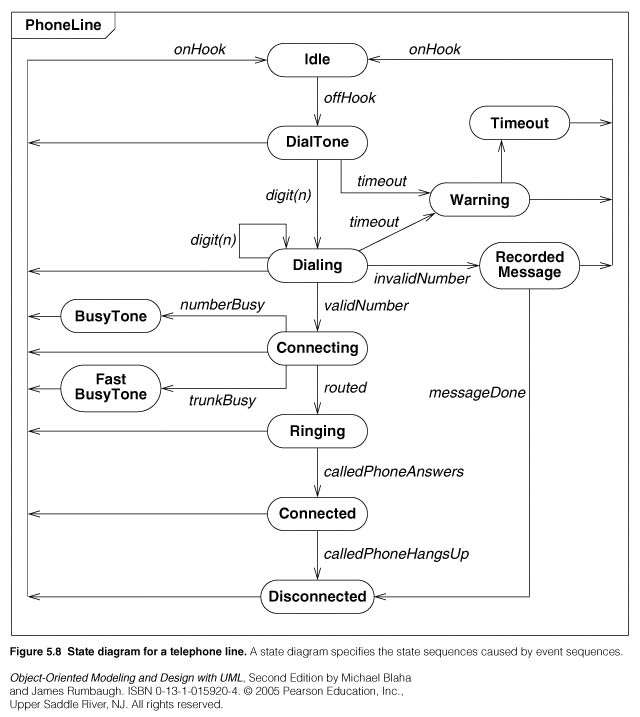 PhoneLine
onHook
onHook
Idle
offHook
Timeout
DialTone
timeout
Warning
digit(n)
timeout
digit(n)
Dialing
Recorded
Message
invalidNumber
numberBusy
validNumber
BusyTone
Connecting
Fast
BusyTone
routed
messageDone
trunkBusy
Ringing
calledPhoneAnswers
Connected
calledPhoneHangsUp
Disconnected
Figure 5.8 State diagram for a telephone line. A state diagram specifies the state sequences caused by event sequences.
Object-Oriented Modeling and Design with UML, Second Edition by Michael Blaha
and James Rumbaugh. ISBN 0-13-1-015920-4. © 2005 Pearson Education, Inc.,
Upper Saddle River, NJ. All rights reserved.